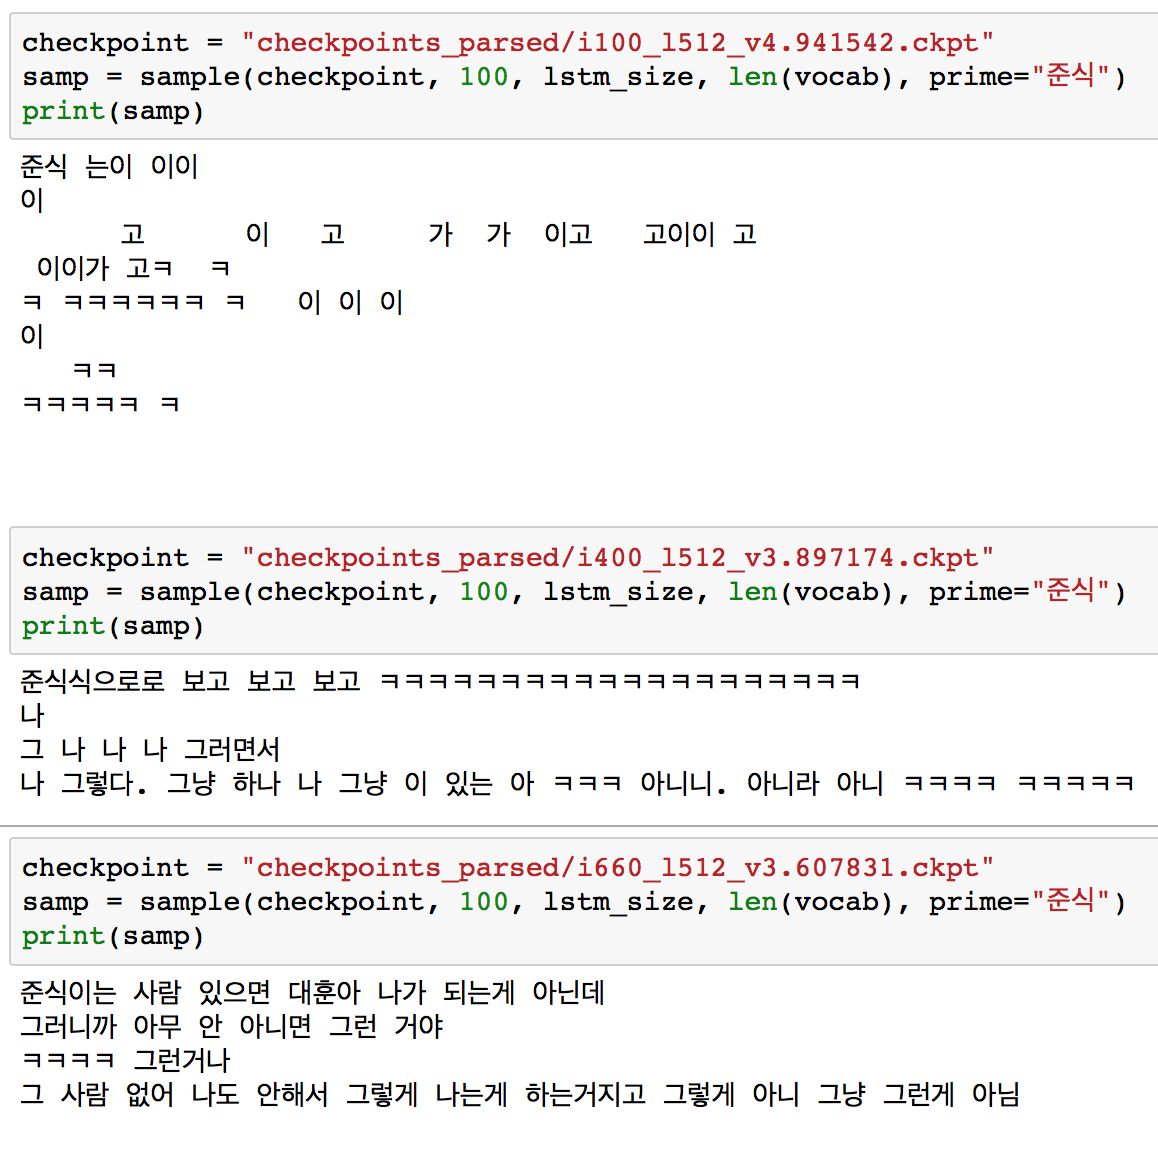 checkpoint = "checkpoints_parsed/i100_l512_v4.941542.ckpt"
samp = sample(checkpoint, 100, lstm_size, len(vocab), prime="준식")
print(samp)
준식 는이 이이
이
고 이 고 가 가 이고 고이이 고
이이가 고ㅋ ㅋ
ㅋ ㅋㅋㅋㅋㅋㅋ ㅋ 이 이 이
이
ㅋㅋ
ㅋㅋㅋㅋㅋ ㅋ
checkpoint = "checkpoints_parsed/i400_l512_v3.897174.ckpt"
samp = sample(checkpoint, 100, lstm_size, len(vocab), prime="준식")
print(samp)
준식식으로로 보고 보고 보고 ㅋㅋㅋㅋㅋㅋㅋㅋㅋㅋㅋㅋㅋㅋㅋㅋㅋㅋㅋㅋ
나
그 나 나 나 그러면서
나 그렇다. 그냥 하나 나 그냥 이 있는 아 ㅋㅋㅋ 아니니. 아니라 아니 ㅋㅋㅋㅋ ㅋㅋㅋㅋㅋ
checkpoint = "checkpoints_parsed/i660_l512_v3.607831.ckpt"
samp = sample(checkpoint, 100, lstm_size, len(vocab), prime="준식")
print(samp)
준식이는 사람 있으면 대훈아 나가 되는게 아닌데
그러니까 아무 안 아니면 그런 거야
ㅋㅋㅋㅋ 그런거나
그 사람 없어 나도 안해서 그렇게 나는게 하는거지고 그렇게 아니 그냥 그런게 아님